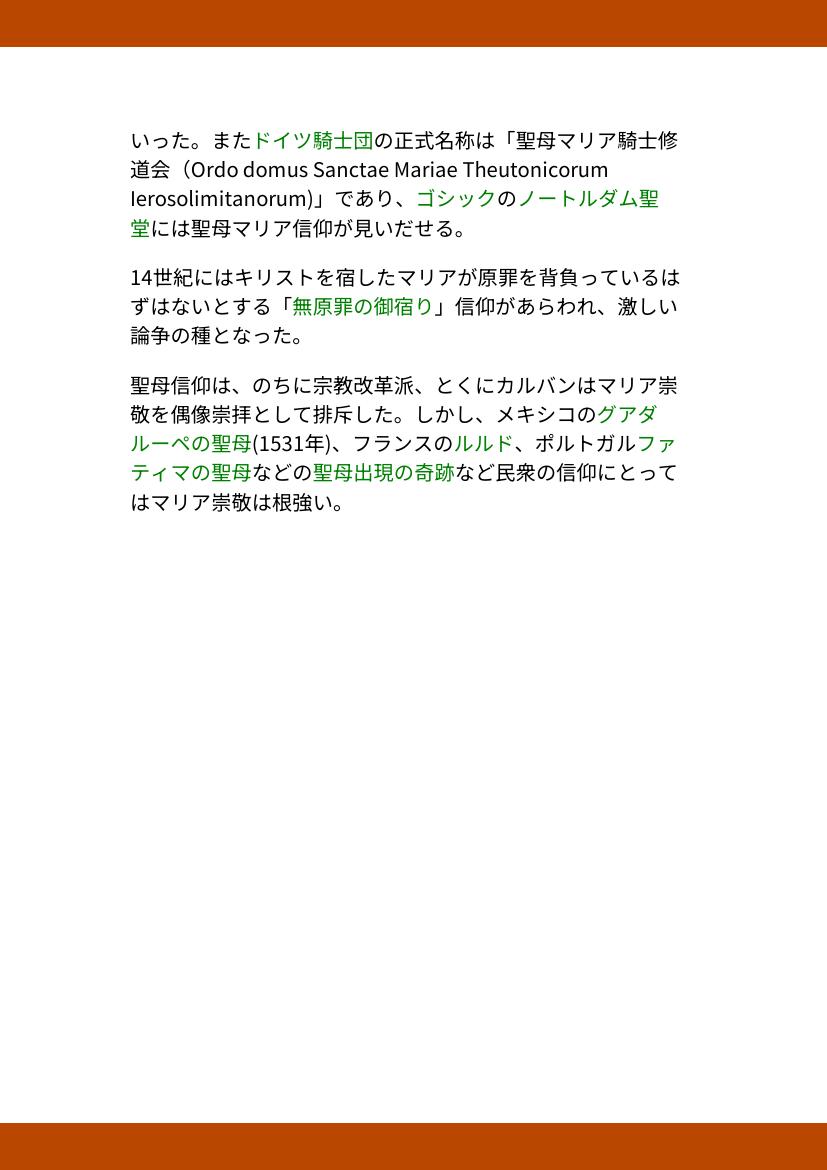 いった。またドイツ騎士団の正式名称は「聖母マリア騎士修
道会（Ordo domus Sanctae Mariae Theutonicorum
Ierosolimitanorum)」であり、ゴシックのノートルダム聖
堂には聖母マリア信仰が見いだせる。
14世紀にはキリストを宿したマリアが原罪を背負っているは
ずはないとする「無原罪の御宿り」信仰があらわれ、激しい
論争の種となった。
聖母信仰は、のちに宗教改革派、とくにカルバンはマリア崇
敬を偶像崇拝として排斥した。しかし、メキシコのグアダ
ルーペの聖母(1531年)、フランスのルルド、ポルトガルファ
ティマの聖母などの聖母出現の奇跡など民衆の信仰にとって
はマリア崇敬は根強い。